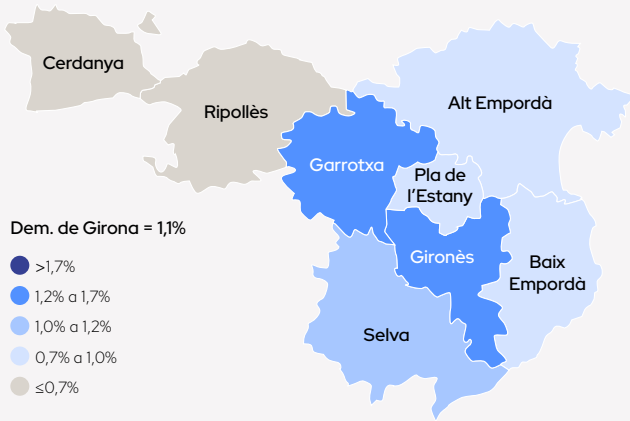 Cerdanya
Ripollès
Alt Empordà
Garrotxa
Pla de
l'Estany
Dem. de Girona = 1,1%
Gironès
Baix
Empordà
>1,7%
1,2% a 1,7%
1,0% a 1,2%
Selva
0,7% a 1,0%
≤0,7%